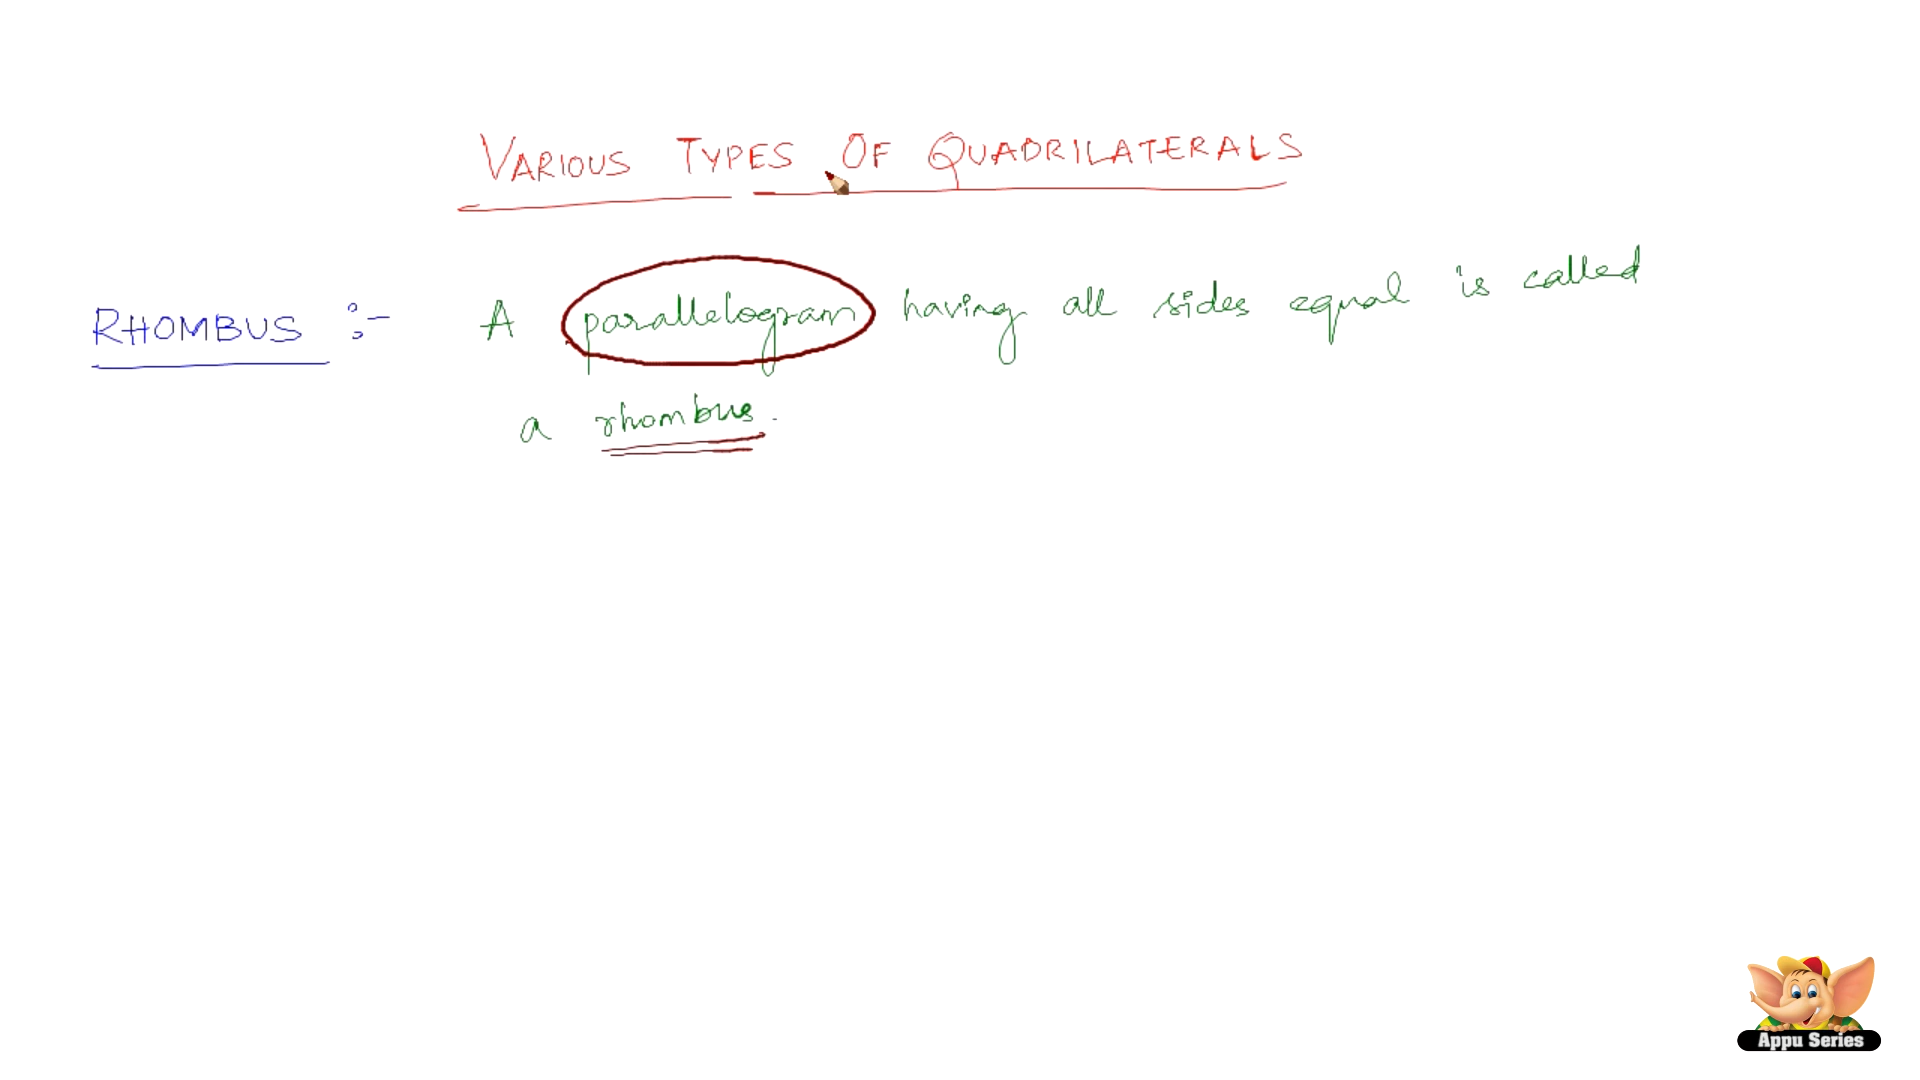 VARIOUS TYPES OF QUADRILATERALS
RHOMBUS :- A parallelogram having all sides equal is called
a rhombus.
Appu Series